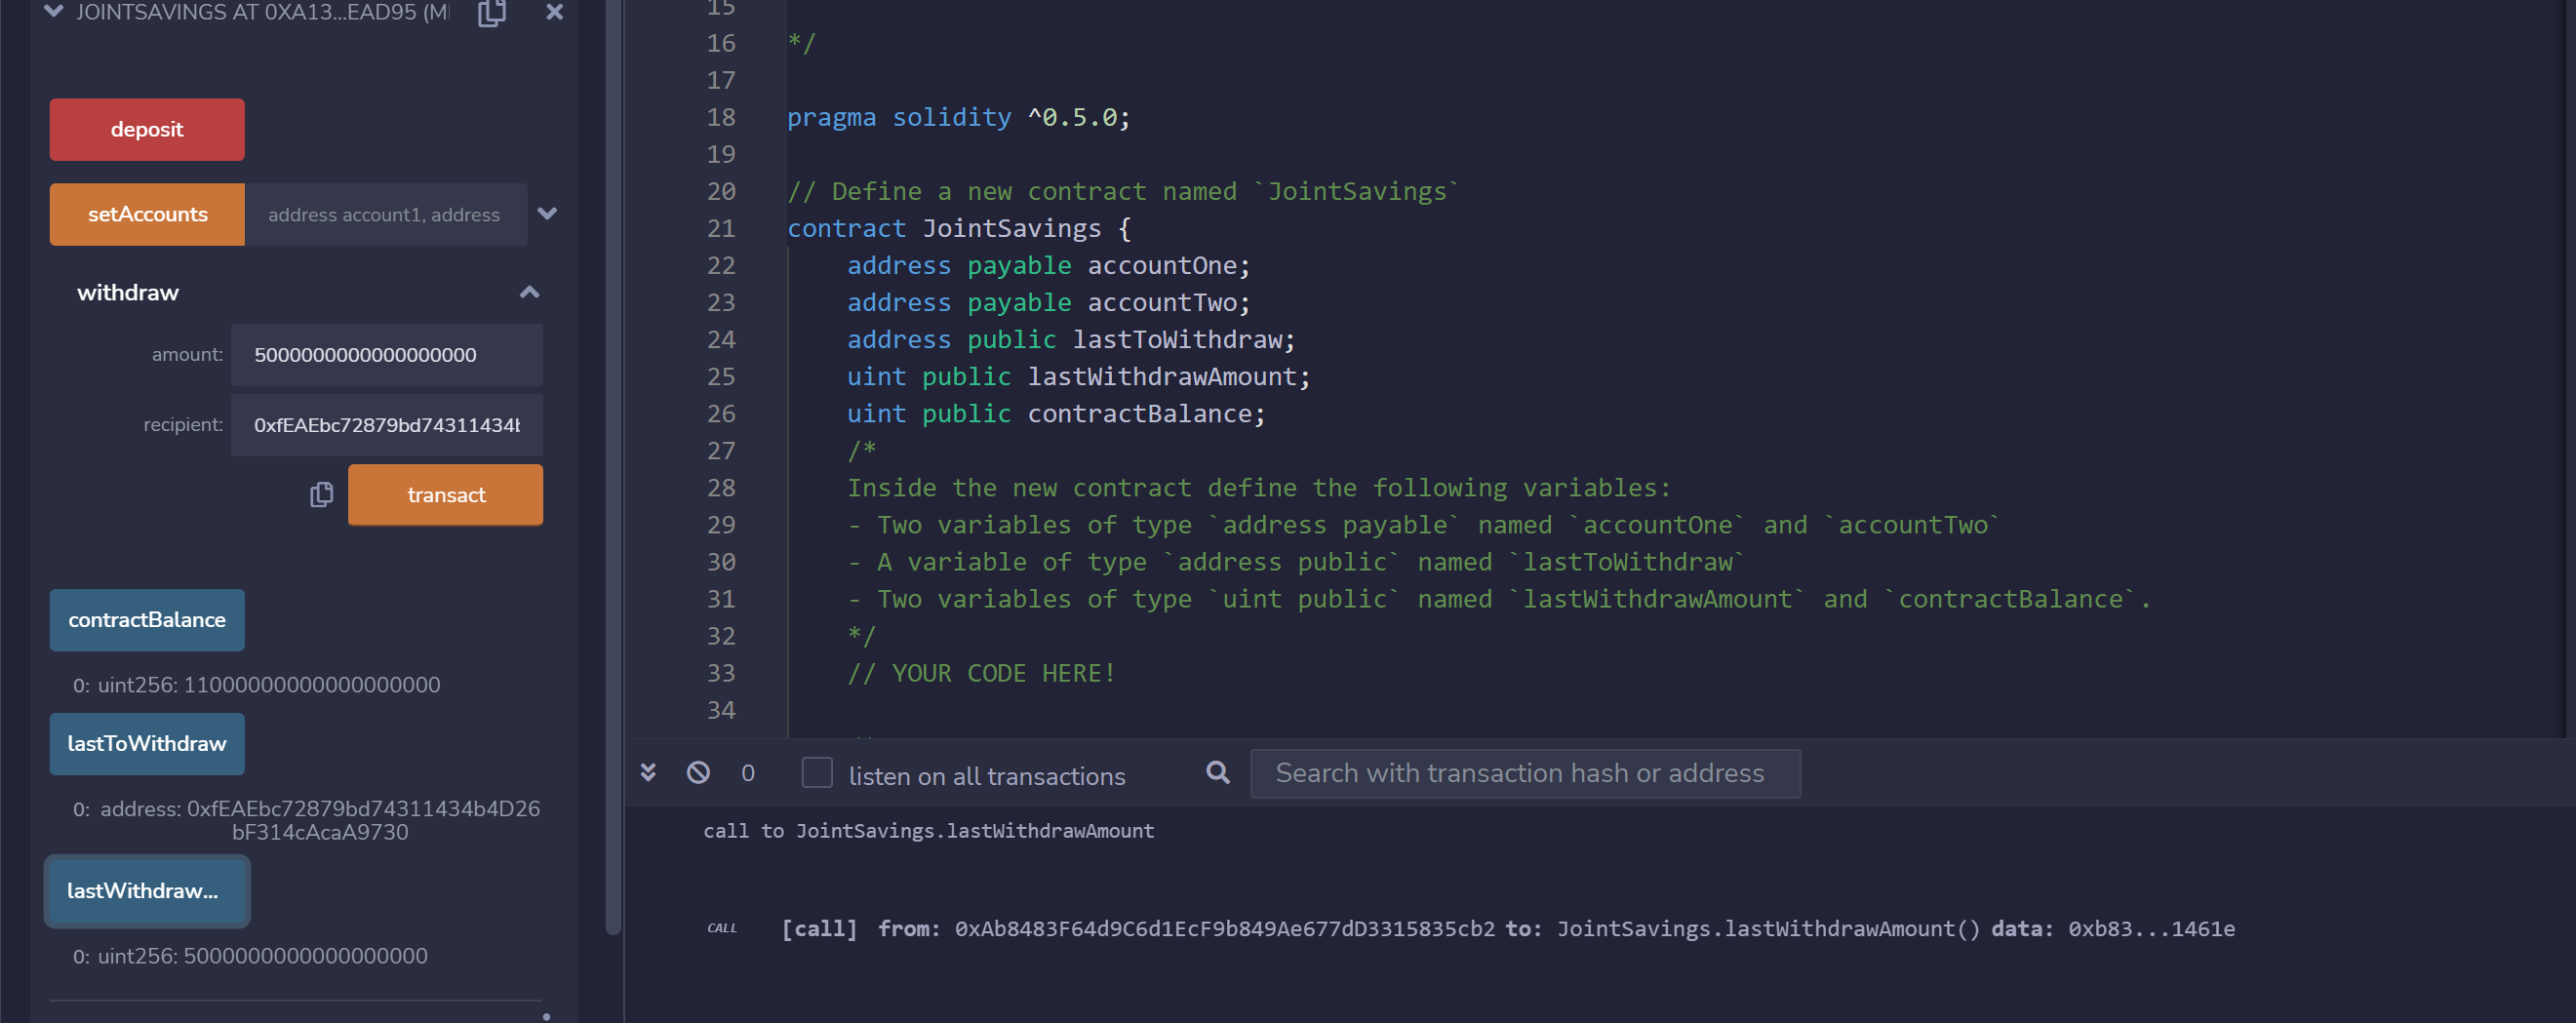 JOINTSAVINGS AT 0XA13...EAD95 (M
deposit
setAccounts
address account1, address
withdraw
amount:
5000000000000000000
recipient:
0xfEAEbc72879bd74311434b
transact
contractBalance
0: uint256: 11000000000000000000
lastToWithdraw
0: address: 0xfEAEbc72879bd74311434b4D26
bF314cAcaA9730
lastWithdraw...
0: uint256: 5000000000000000000
15
16 */
17
18 pragma solidity ^0.5.0;
19
20 // Define a new contract named `JointSavings`
21 contract JointSavings {
22 address payable accountOne;
23 address payable accountTwo;
24 address public lastToWithdraw;
25 uint public lastWithdrawAmount;
26 uint public contractBalance;
27 /*
28 Inside the new contract define the following variables:
29 - Two variables of type `address payable` named `accountOne` and `accountTwo`
30 - A variable of type `address public` named `lastToWithdraw`
31 - Two variables of type `uint public` named `lastWithdrawAmount` and `contractBalance`.
32 */
33 // YOUR CODE HERE!
34
0
listen on all transactions
Search with transaction hash or address
call to JointSavings.lastWithdrawAmount
CALL [call] from: 0xAb8483F64d9C6d1EcF9b849Ae677dD3315835cb2 to: JointSavings.lastWithdrawAmount() data: 0xb83...1461e